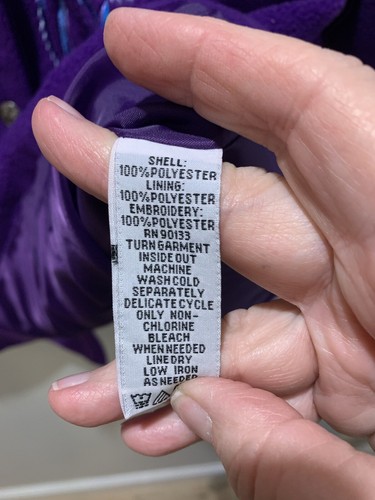 SHELL:
100%POLYESTER
LINING:
100%POLYESTER
EMBROIDERY:
100%POLYESTER
RN 90133
TURN GARMENT
INSIDE OUT
MACHINE
WASH COLD
SEPARATELY
DELICATE CYCLE
ONLY NON-
CHLORINE
BLEACH
WHEN NEEDED
LINE DRY
LOW IRON
AS NEEDED